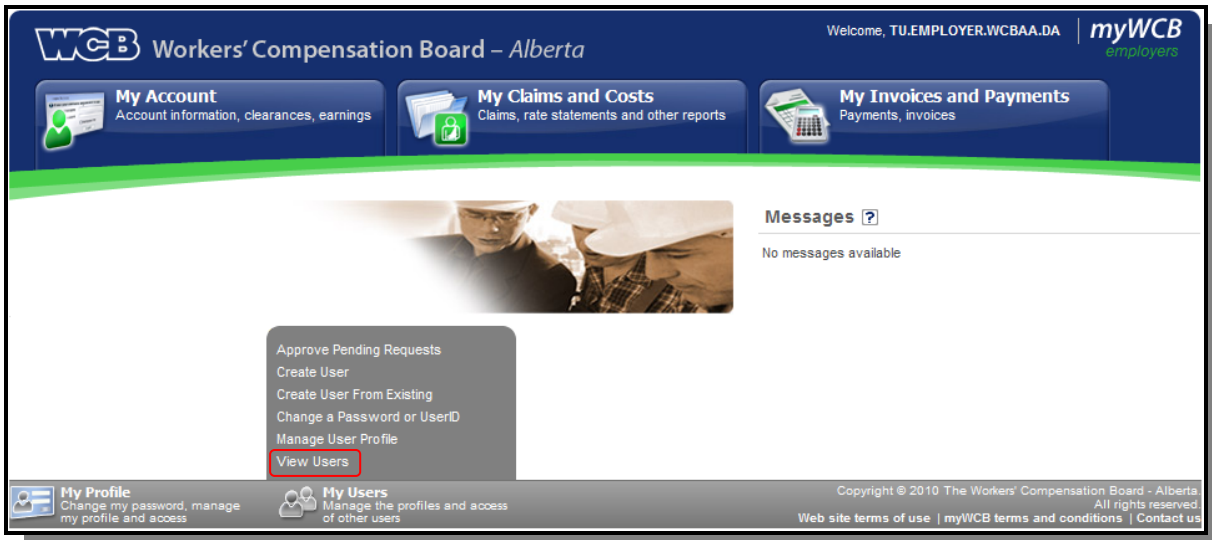 WCB Workers' Compensation Board – Alberta
Welcome, TU.EMPLOYER.WCBAA.DA
myWCB
employers
My Account
Account information, clearances, earnings
My Claims and Costs
Claims, rate statements and other reports
My Invoices and Payments
Payments, invoices
Messages ?
No messages available
Approve Pending Requests
Create User
Create User From Existing
Change a Password or UserID
Manage User Profile
View Users
My Profile
Change my password, manage
my profile and access
My Users
Manage the profiles and access
of other users
Copyright © 2010 The Workers' Compensation Board - Alberta.
All rights reserved.
Web site terms of use | myWCB terms and conditions | Contact us